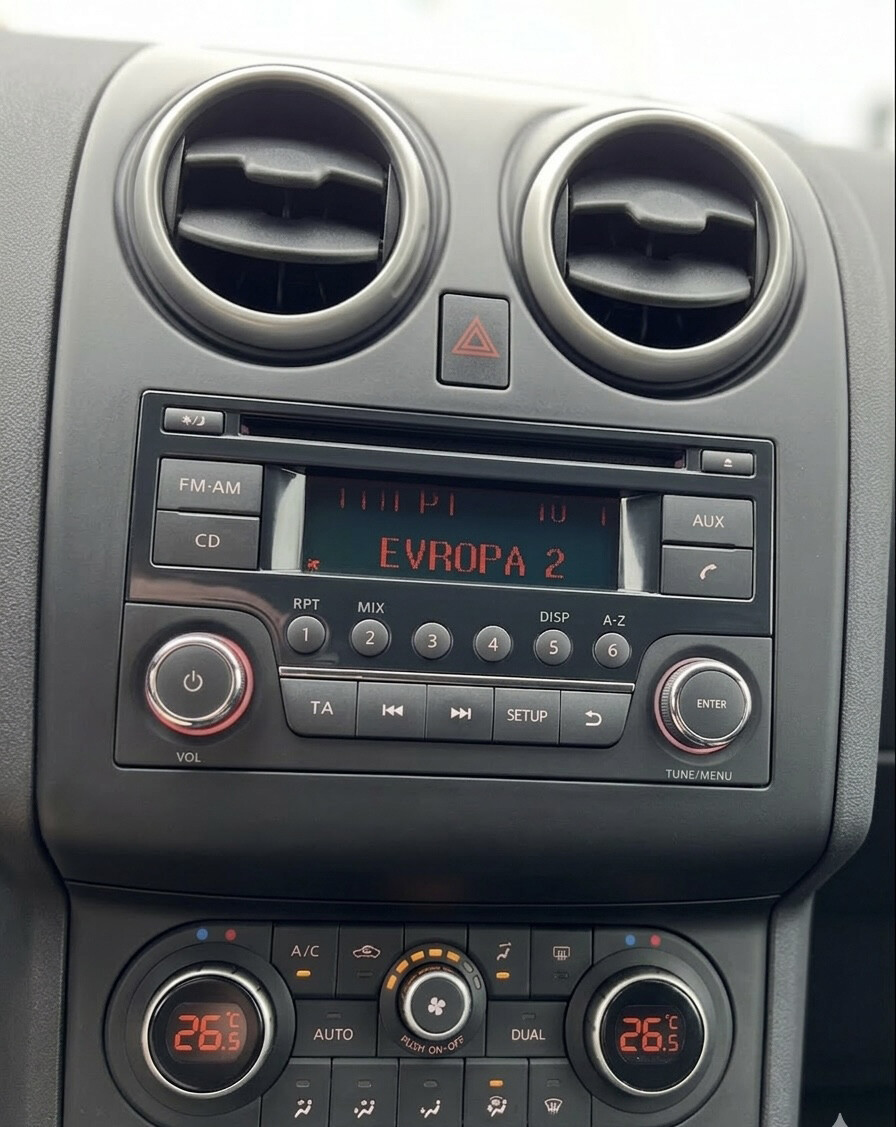 FM-AM
CD
EVROPA 2
AUX
RPT MIX DISP A-Z
1 2 3 4 5 6
TA SETUP
ENTER
VOL
TUNE/MENU
A/C
26.5 °C
AUTO
PUSH ON-OFF
DUAL
26.5 °C